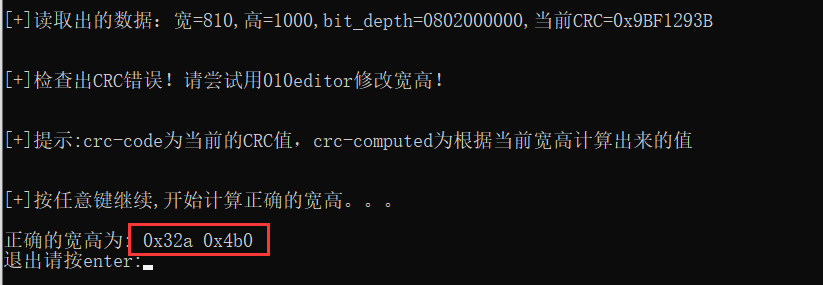 [+]读取出的数据：宽=810,高=1000,bit_depth=0802000000,当前CRC=0x9BF1293B
[+]检查出CRC错误！请尝试用010editor修改宽高！
[+]提示:crc-code为当前的CRC值，crc-computed为根据当前宽高计算出来的值
[+]按任意键继续,开始计算正确的宽高。。。
正确的宽高为: 0x32a 0x4b0
退出请按enter: